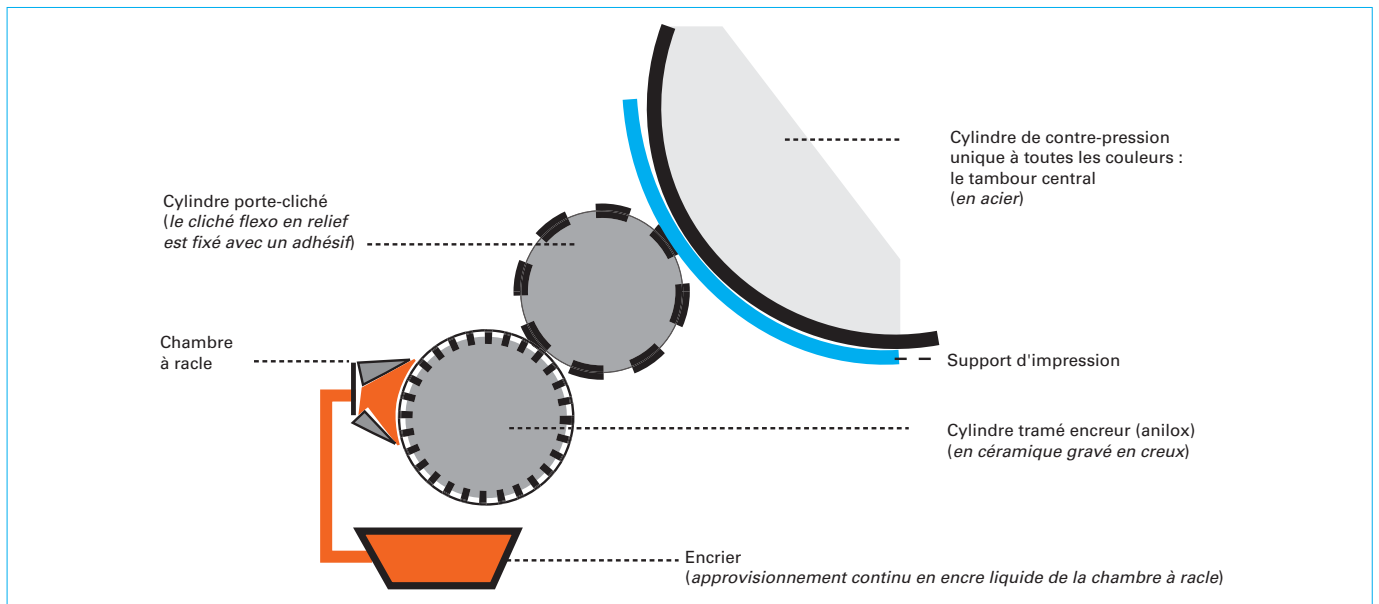 Cylindre de contre-pression
unique à toutes les couleurs :
le tambour central
(en acier)
Cylindre porte-cliché
(le cliché flexo en relief
est fixé avec un adhésif)
Chambre
à racle
Support d'impression
Cylindre tramé encreur (anilox)
(en céramique gravé en creux)
Encrier
(approvisionnement continu en encre liquide de la chambre à racle)